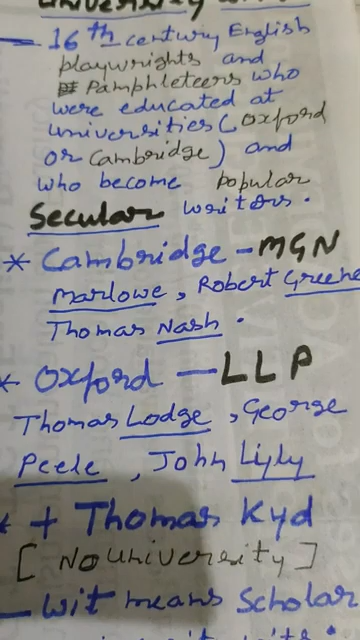 university
— 16th century English
playwrights and
Pamphleteers who
were educated at
universities (Oxford
or Cambridge) and
who become popular
Secular writers.
* Cambridge - MGN
Marlowe, Robert Greene
Thomas Nash.
* Oxford — LLP
Thomas Lodge, George
Peele, John Lyly
* + Thomas Kyd
[NO University]
— Wit means Scholar